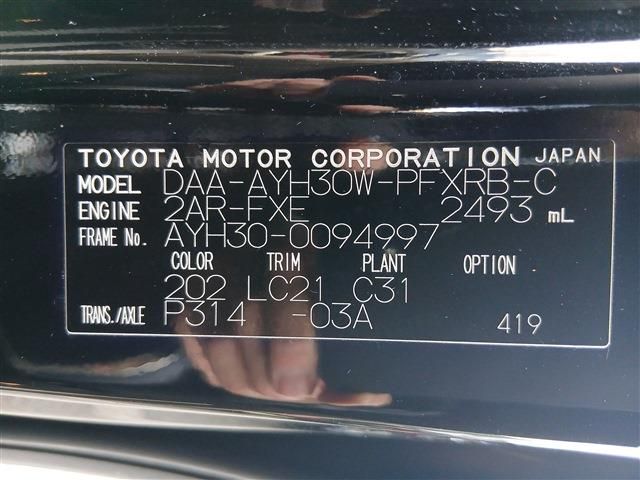 TOYOTA MOTOR CORPORATION JAPAN
MODEL DAA-AYH30W-PFXRB-C
ENGINE 2AR-FXE 2493 mL
FRAME No. AYH30-0094997
COLOR TRIM PLANT OPTION
202 LC21 C31
TRANS./AXLE P314 -03A 419